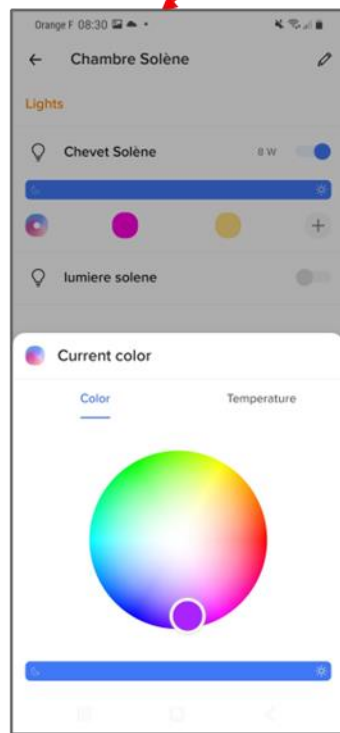 Orange F 08:30
Chambre Solène
Lights
Chevet Solène 8 W
lumiere solene
Current color
Color Temperature